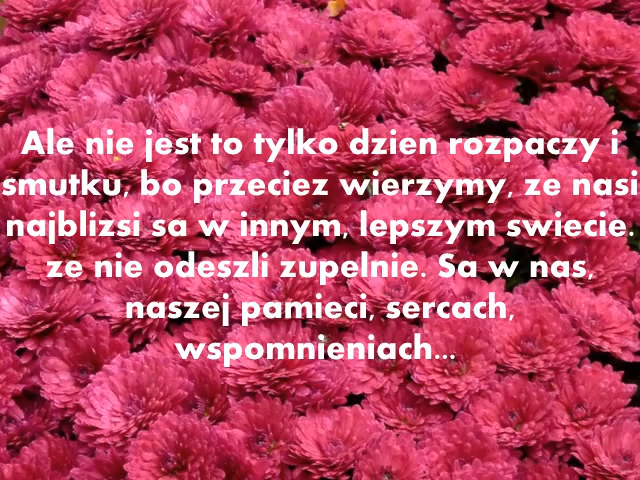 Ale nie jest to tylko dzien rozpaczy i
smutku, bo przeciez wierzymy, ze nasi
najblizsi sa w innym, lepszym swiecie.
ze nie odeszli zupelnie. Sa w nas,
naszej pamieci, sercach,
wspomnieniach...